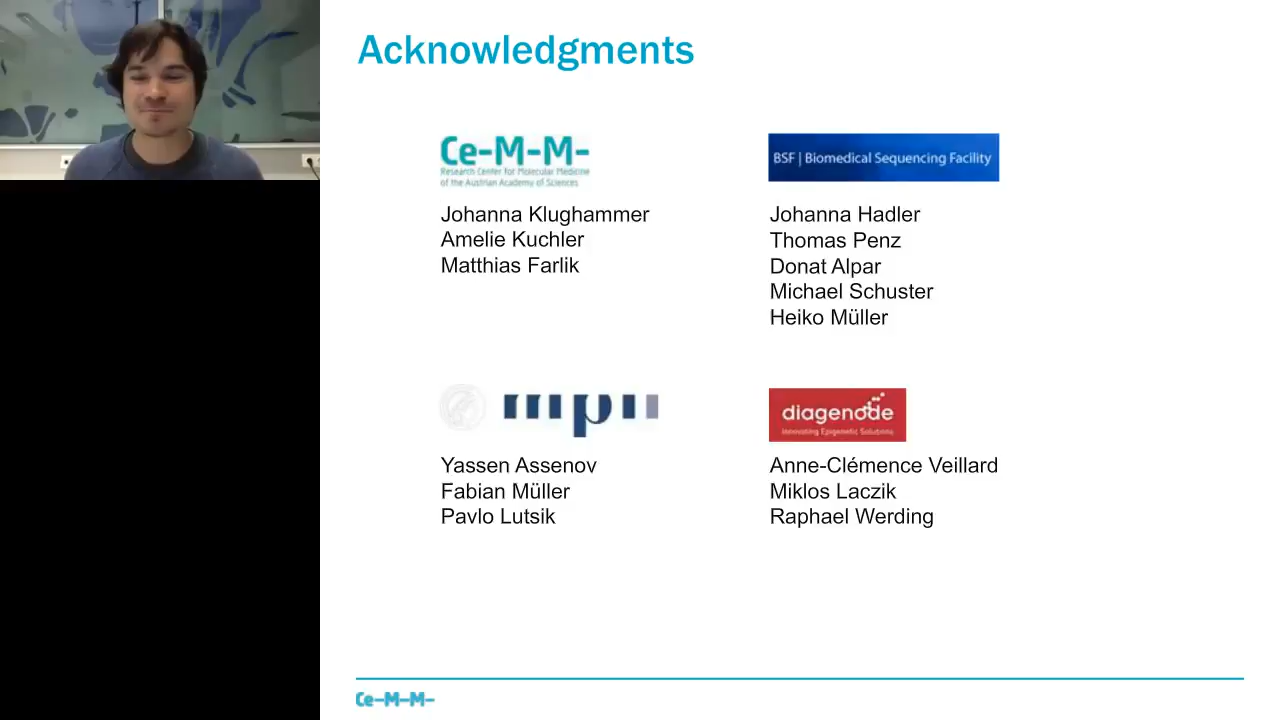 Acknowledgments
Ce-M-M-
Research Center for Molecular Medicine
of the Austrian Academy of Sciences
Johanna Klughammer
Amelie Kuchler
Matthias Farlik
BSF | Biomedical Sequencing Facility
Johanna Hadler
Thomas Penz
Donat Alpar
Michael Schuster
Heiko Müller
mpii
Yassen Assenov
Fabian Müller
Pavlo Lutsik
diagenode
Innovating Epigenetic Solutions
Anne-Clémence Veillard
Miklos Laczik
Raphael Werding
Ce-M-M-